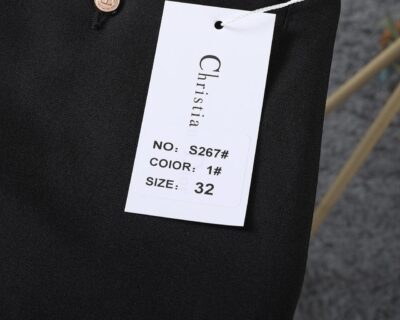 Christia
NO: S267#
COLOR: 1#
SIZE: 32